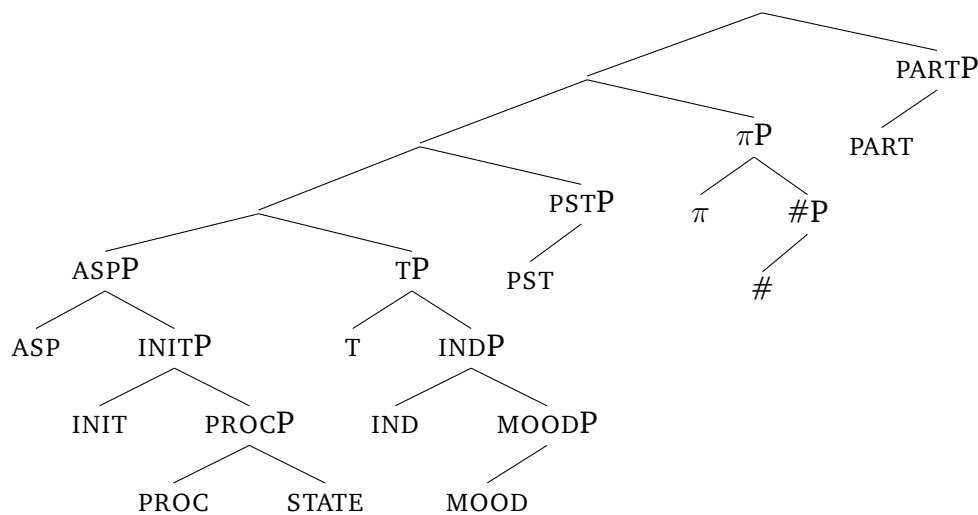 PARTP
πP PART
PSTP π #P
ASPP TP PST #
ASP INITP T INDP
INIT PROCP IND MOODP
PROC STATE MOOD